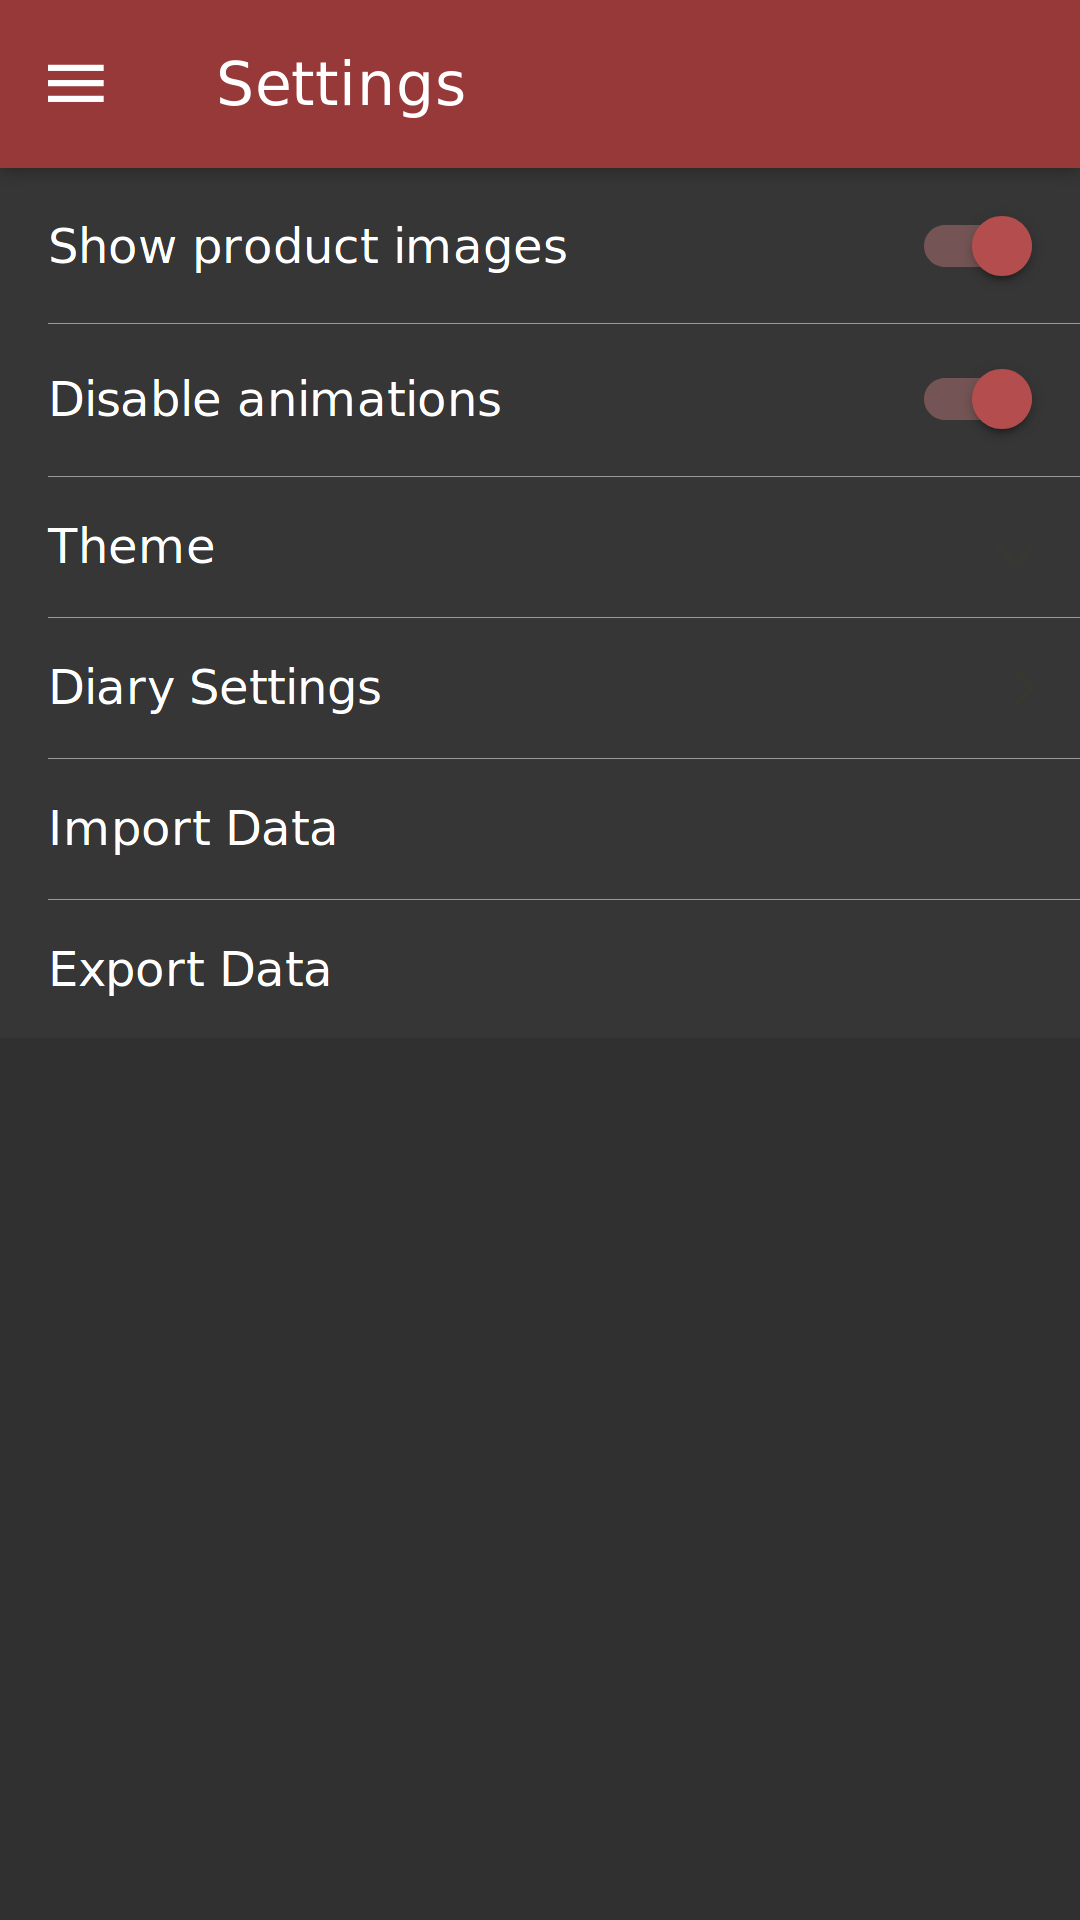 Settings
Show product images
Disable animations
Theme
Diary Settings
Import Data
Export Data